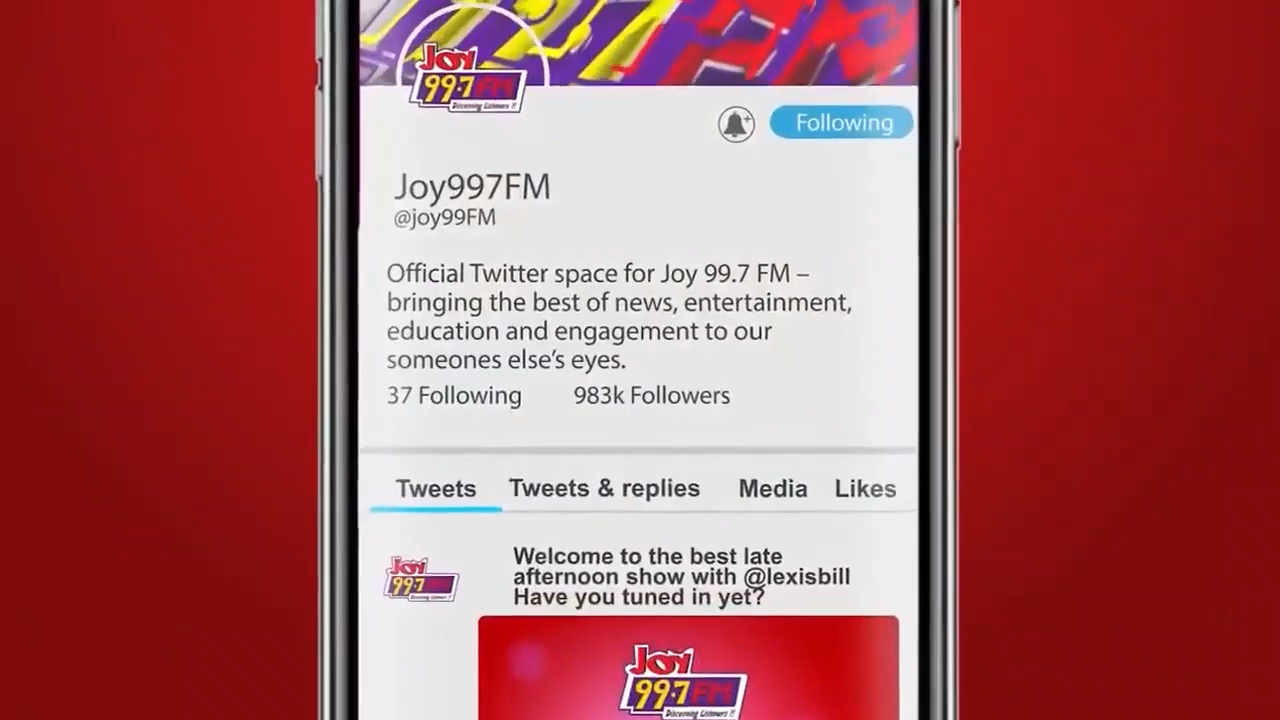 Joy
99.7 FM
Discerning Listeners !!
Following
Joy997FM
@joy99FM
Official Twitter space for Joy 99.7 FM –
bringing the best of news, entertainment,
education and engagement to our
someones else's eyes.
37 Following 983k Followers
Tweets Tweets & replies Media Likes
Joy
99.7 FM
Discerning Listeners !!
Welcome to the best late
afternoon show with @lexisbill
Have you tuned in yet?
Joy
99.7 FM
Discerning Listeners !!